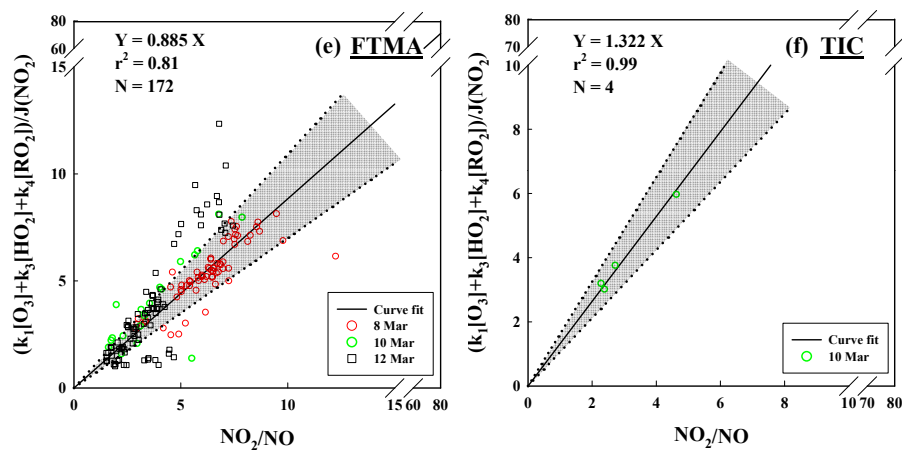 (e) FTMA
Y = 0.885 X
r² = 0.81
N = 172
(k₁[O₃]+k₃[HO₂]+k₄[RO₂])/J(NO₂)
80
60
15
10
5
0
Curve fit
8 Mar
10 Mar
12 Mar
0 5 10 15 60 80
NO₂/NO
(f) TIC
Y = 1.322 X
r² = 0.99
N = 4
(k₁[O₃]+k₃[HO₂]+k₄[RO₂])/J(NO₂)
80
70
10
8
6
4
2
0
Curve fit
10 Mar
0 2 4 6 8 10 70 80
NO₂/NO